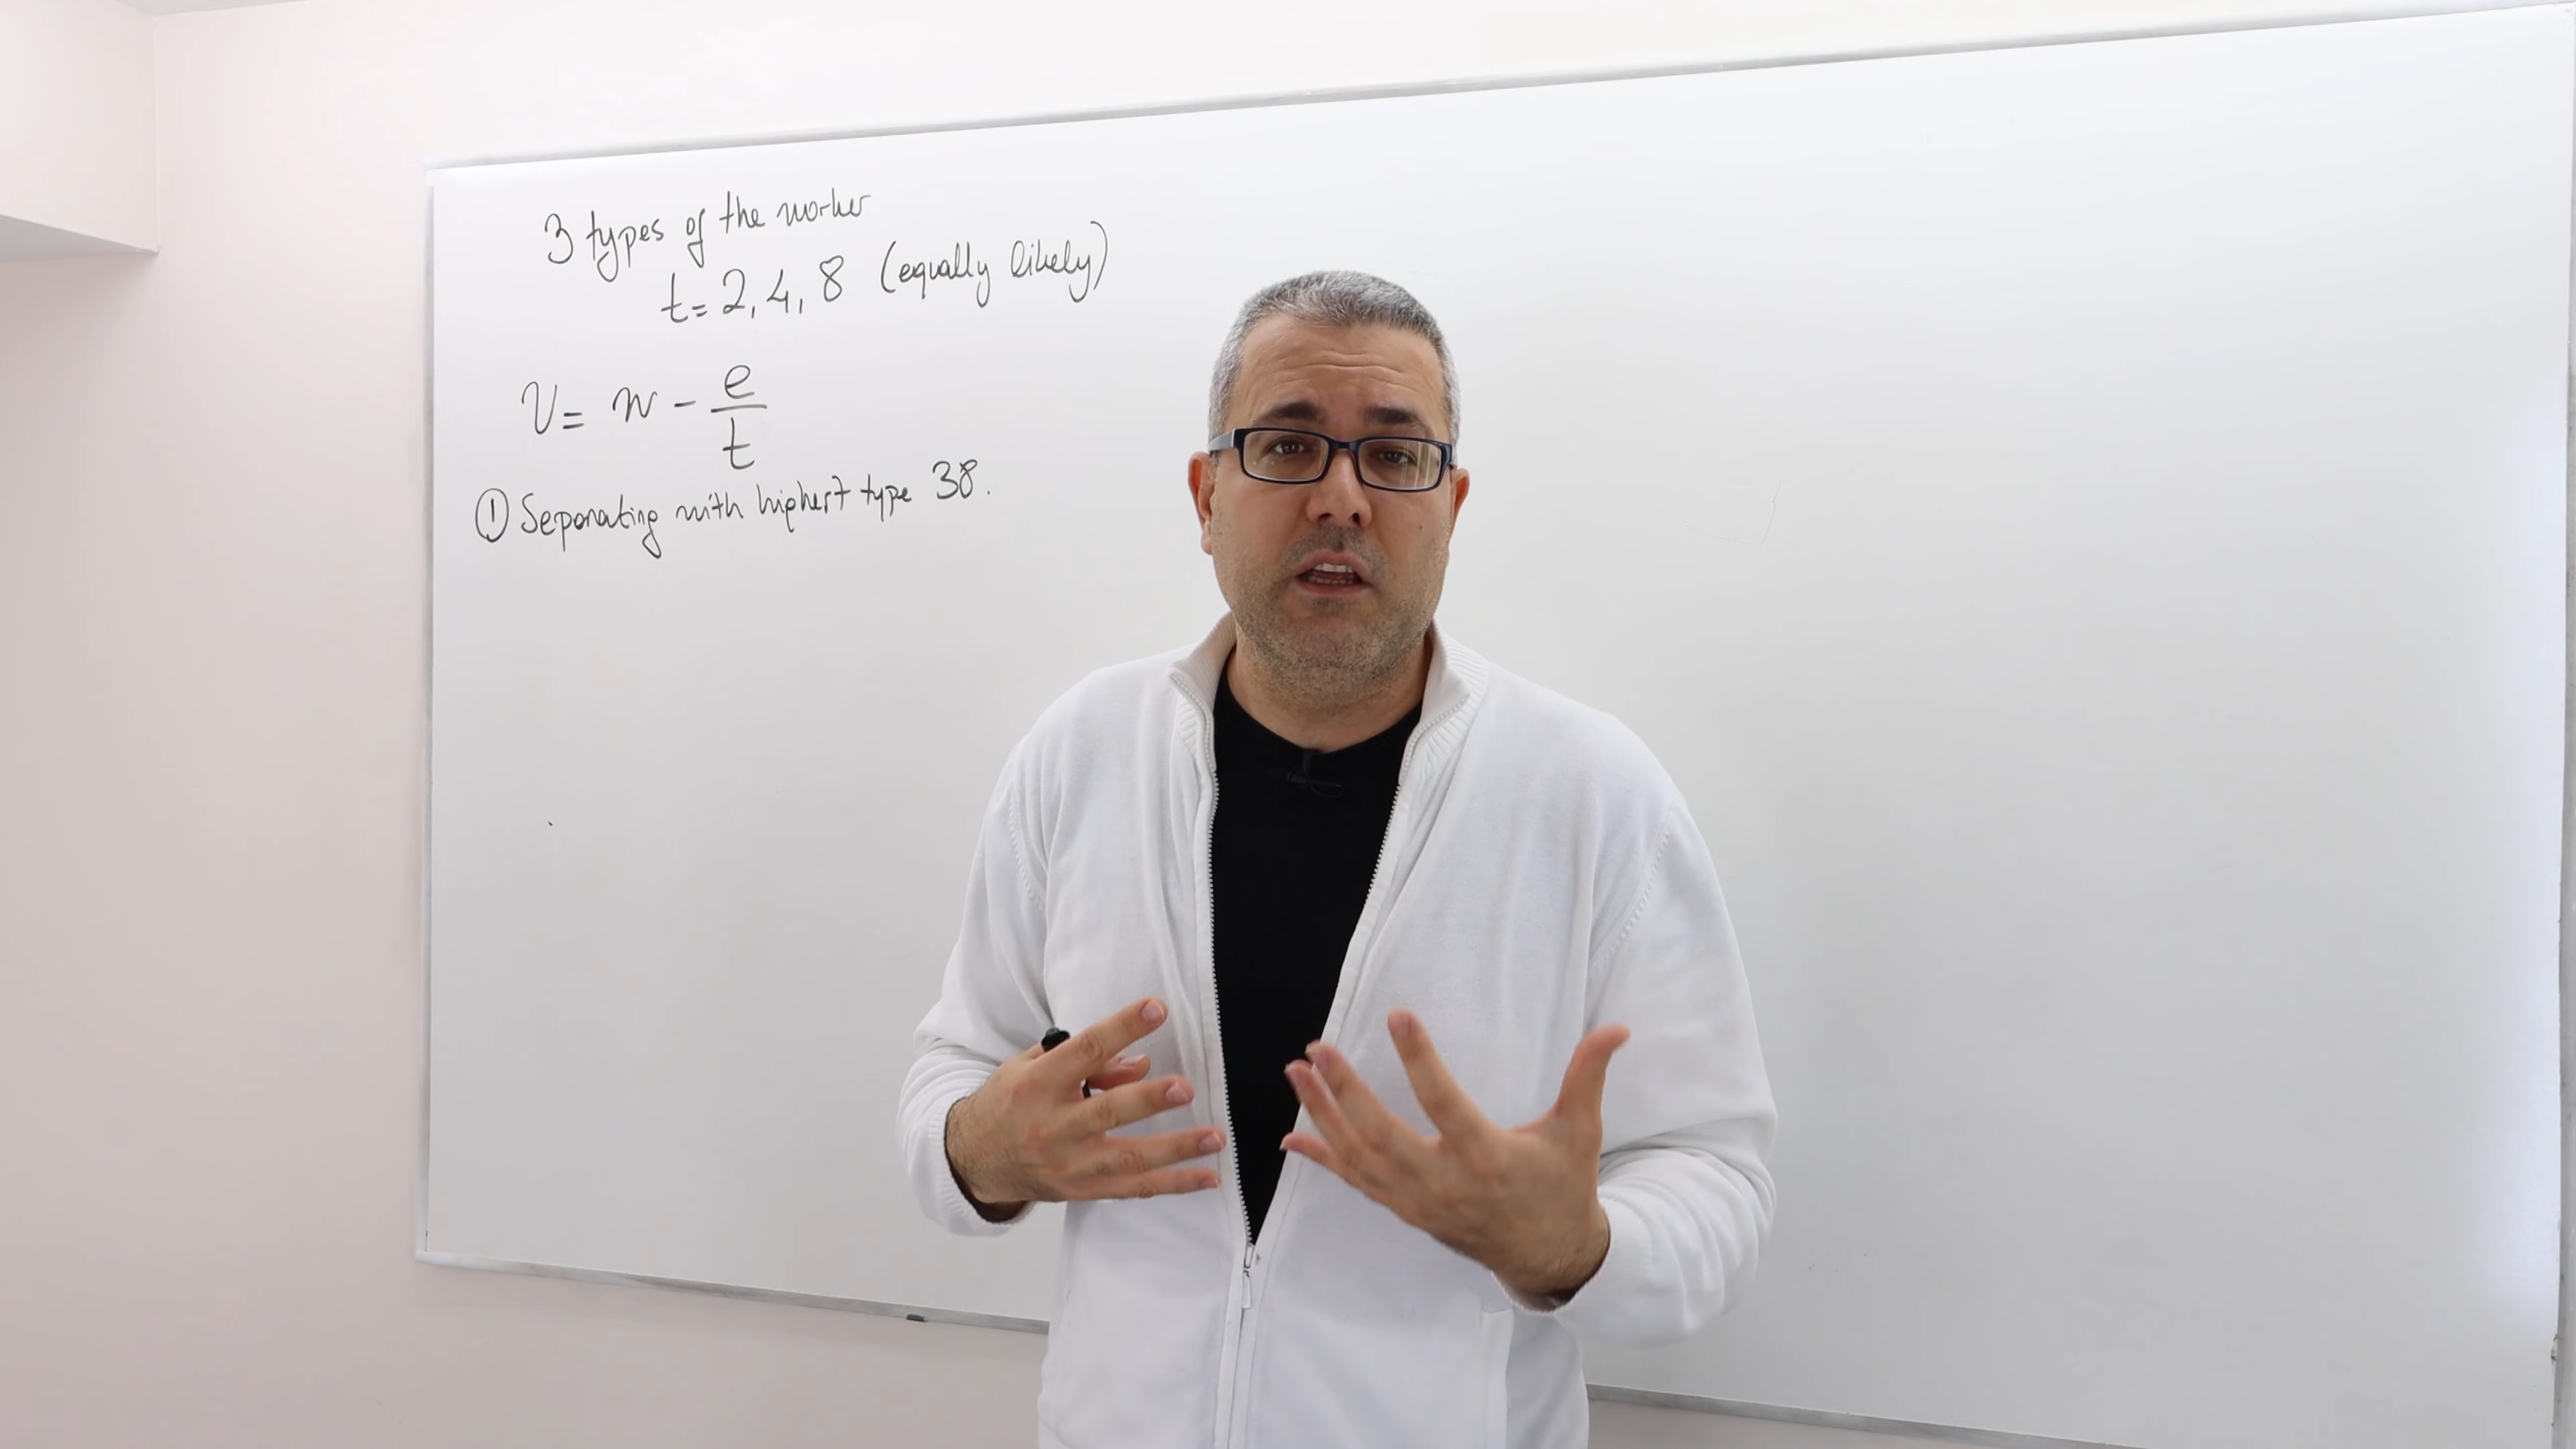 3 types of the worker
t = 2, 4, 8 (equally likely)
V = w - e/t
① Separating with highest type 38.